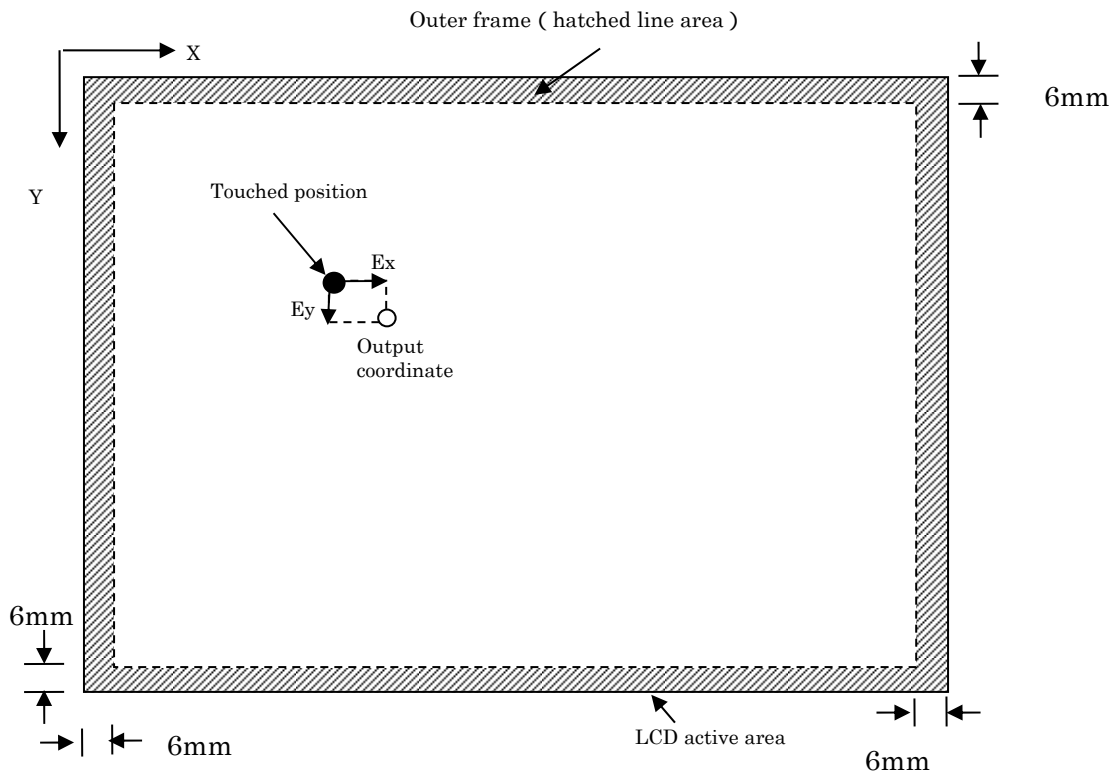 Outer frame ( hatched line area )
X
6mm
Y
Touched position
Ex
Ey
Output
coordinate
6mm
6mm
LCD active area
6mm